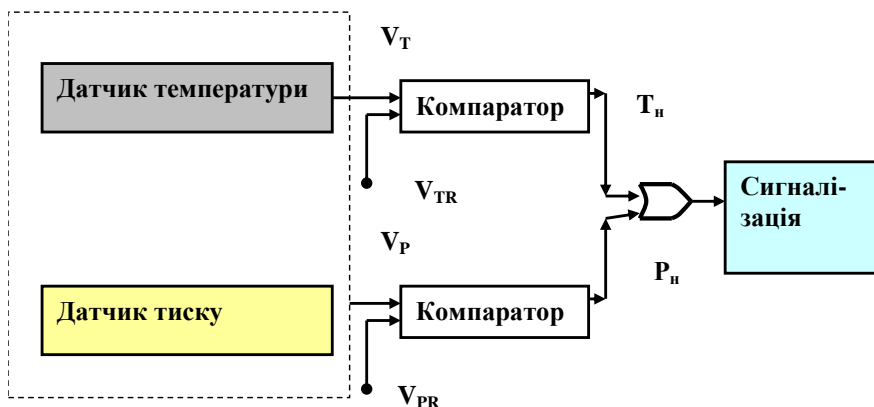 V_T
Датчик температури
Компаратор
T_н
V_TR
Сигналі-
зація
V_P
P_н
Датчик тиску
Компаратор
V_PR